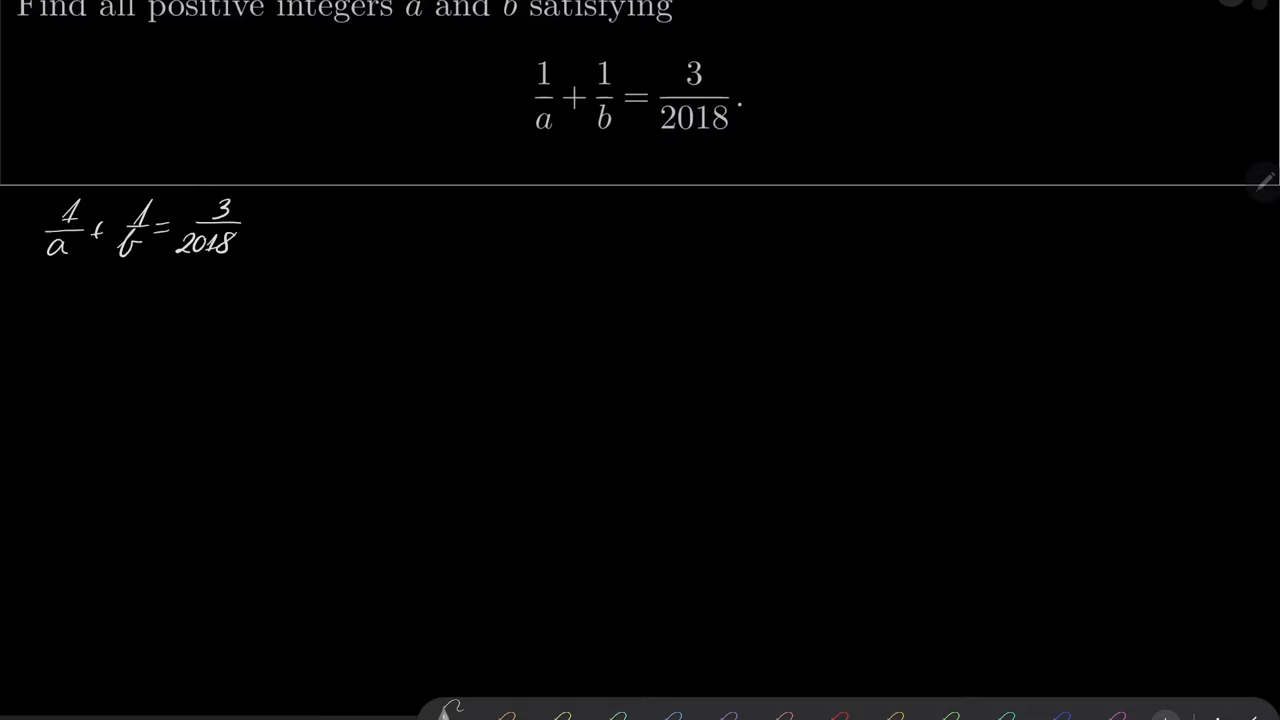 Find all positive integers a and b satisfying
1/a + 1/b = 3/2018.
1/a + 1/b = 3/2018